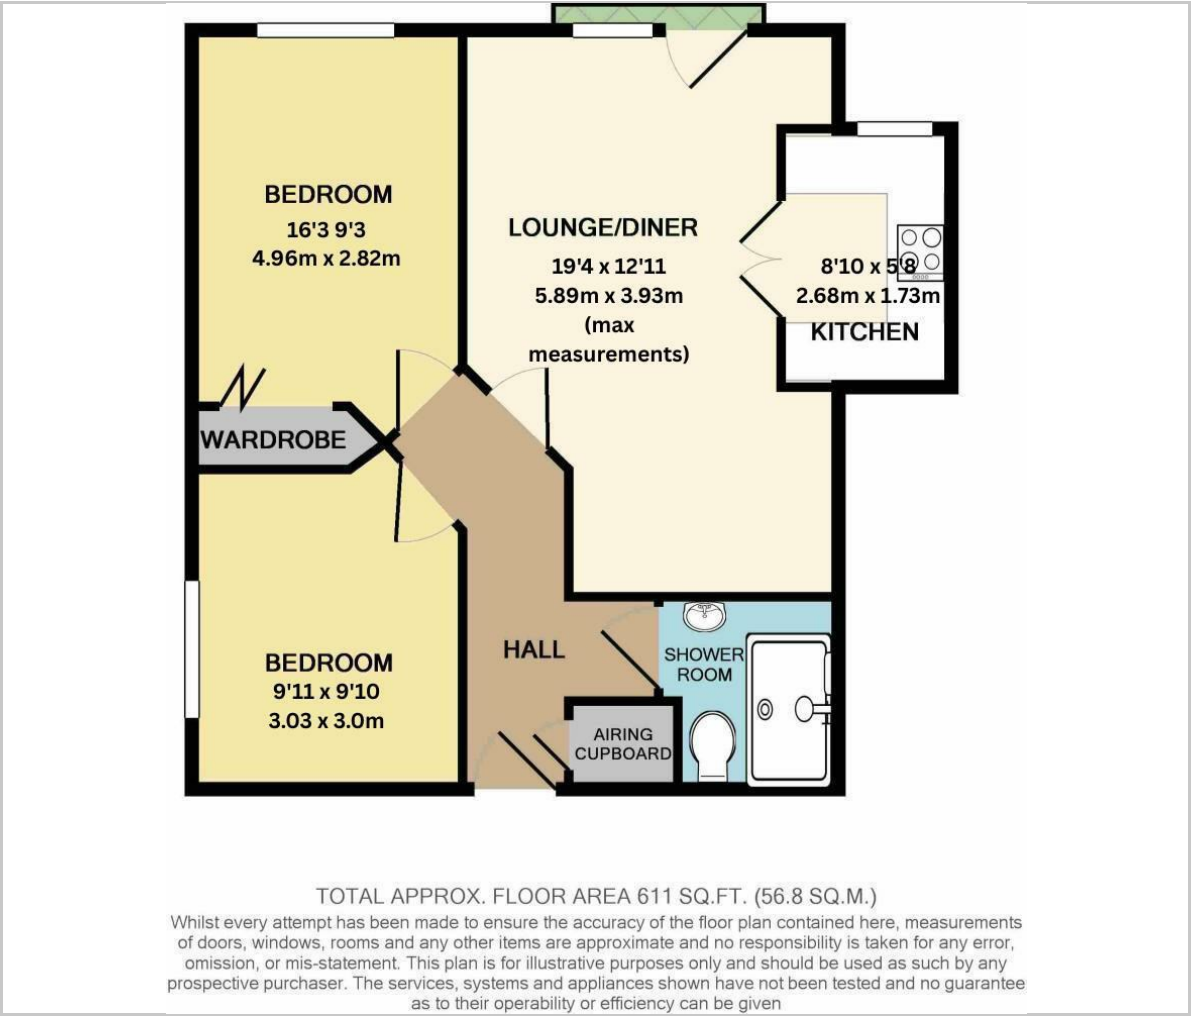 BEDROOM
16'3 9'3
4.96m x 2.82m
LOUNGE/DINER
19'4 x 12'11
5.89m x 3.93m
(max
measurements)
8'10 x 5'8
2.68m x 1.73m
KITCHEN
WARDROBE
BEDROOM
9'11 x 9'10
3.03 x 3.0m
HALL
SHOWER
ROOM
AIRING
CUPBOARD
TOTAL APPROX. FLOOR AREA 611 SQ.FT. (56.8 SQ.M.)
Whilst every attempt has been made to ensure the accuracy of the floor plan contained here, measurements
of doors, windows, rooms and any other items are approximate and no responsibility is taken for any error,
omission, or mis-statement. This plan is for illustrative purposes only and should be used as such by any
prospective purchaser. The services, systems and appliances shown have not been tested and no guarantee
as to their operability or efficiency can be given